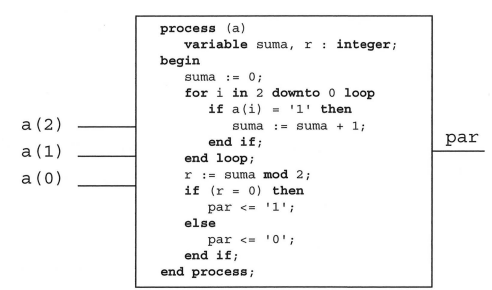 process (a)
variable suma, r : integer;
begin
suma := 0;
for i in 2 downto 0 loop
if a(i) = '1' then
suma := suma + 1;
end if;
end loop;
r := suma mod 2;
if (r = 0) then
par <= '1';
else
par <= '0';
end if;
end process;
a(2)
a(1)
a(0)
par